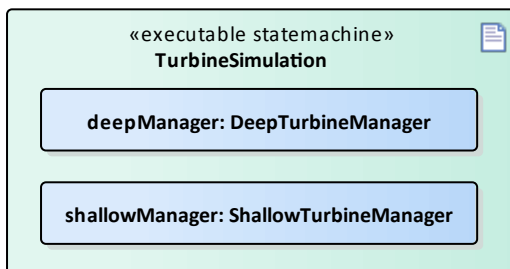 «executable statemachine»
TurbineSimulation
deepManager: DeepTurbineManager
shallowManager: ShallowTurbineManager